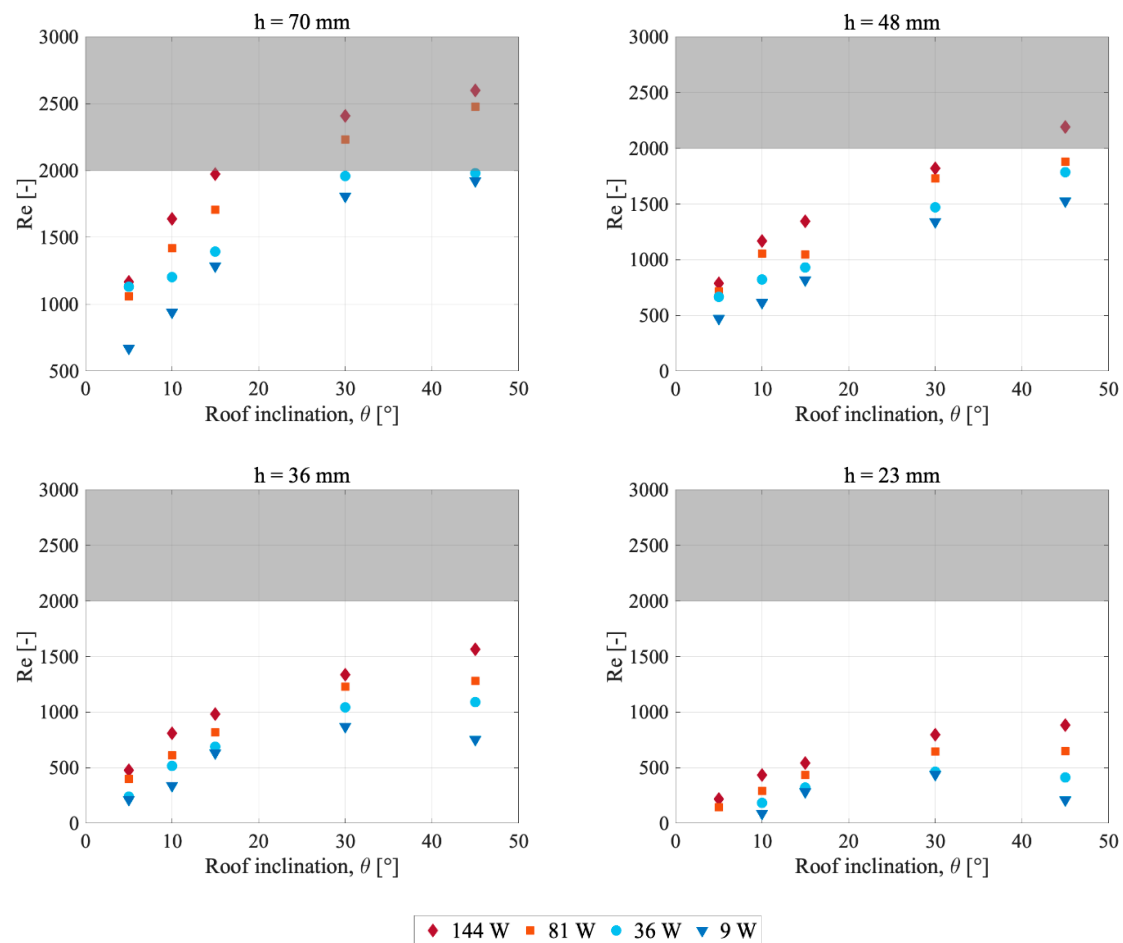 h = 70 mm
3000
2500
2000
1500
1000
500
Re [-]
0 10 20 30 40 50
Roof inclination, θ [°]
h = 48 mm
3000
2500
2000
1500
1000
500
0
Re [-]
0 10 20 30 40 50
Roof inclination, θ [°]
h = 36 mm
3000
2500
2000
1500
1000
500
0
Re [-]
0 10 20 30 40 50
Roof inclination, θ [°]
h = 23 mm
3000
2500
2000
1500
1000
500
0
Re [-]
0 10 20 30 40 50
Roof inclination, θ [°]
144 W 81 W 36 W 9 W